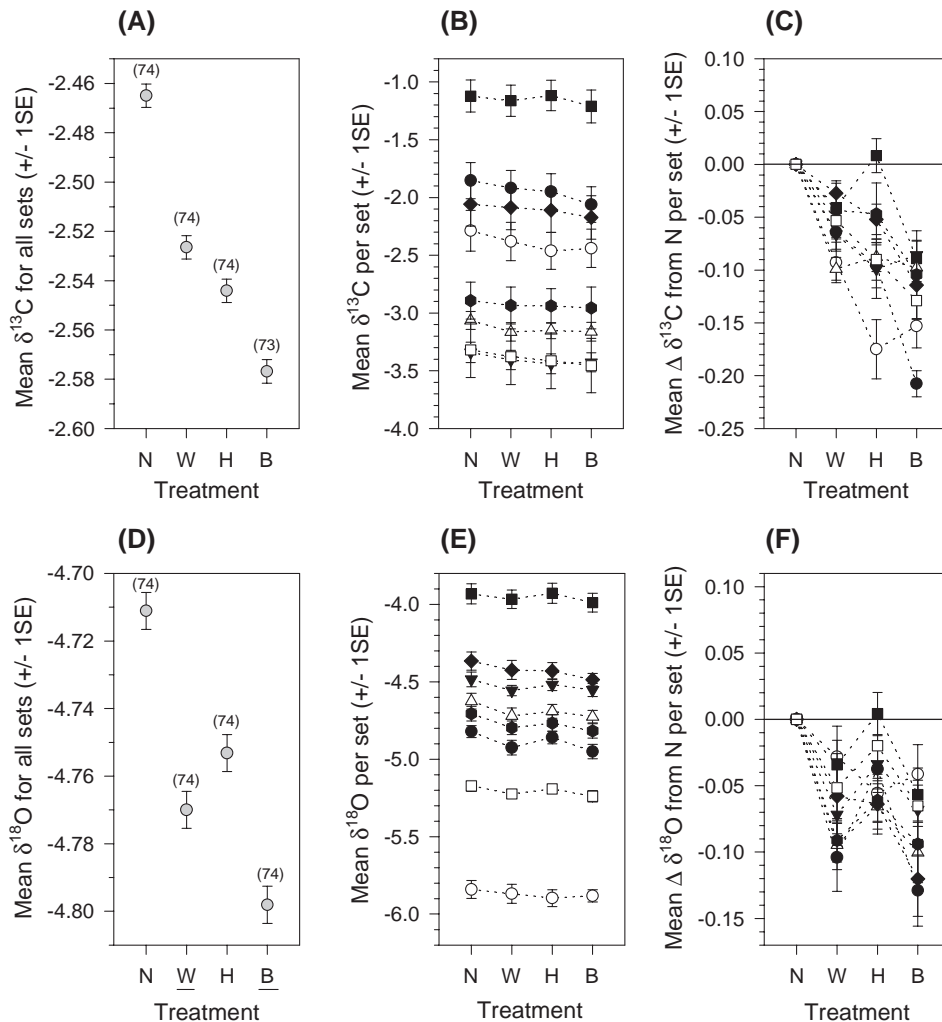 (A)
Mean δ¹³C for all sets (+/- 1SE)
-2.46
-2.48
-2.50
-2.52
-2.54
-2.56
-2.58
-2.60
(74)
(74)
(74)
(73)
N W H B
Treatment
(B)
Mean δ¹³C per set (+/- 1SE)
-1.0
-1.5
-2.0
-2.5
-3.0
-3.5
-4.0
N W H B
Treatment
(C)
Mean Δ δ¹³C from N per set (+/- 1SE)
0.10
0.05
0.00
-0.05
-0.10
-0.15
-0.20
-0.25
N W H B
Treatment
(D)
Mean δ¹⁸O for all sets (+/- 1SE)
-4.70
-4.72
-4.74
-4.76
-4.78
-4.80
(74)
(74)
(74)
(74)
N W H B
Treatment
(E)
Mean δ¹⁸O per set (+/- 1SE)
-4.0
-4.5
-5.0
-5.5
-6.0
N W H B
Treatment
(F)
Mean Δ δ¹⁸O from N per set (+/- 1SE)
0.10
0.05
0.00
-0.05
-0.10
-0.15
N W H B
Treatment